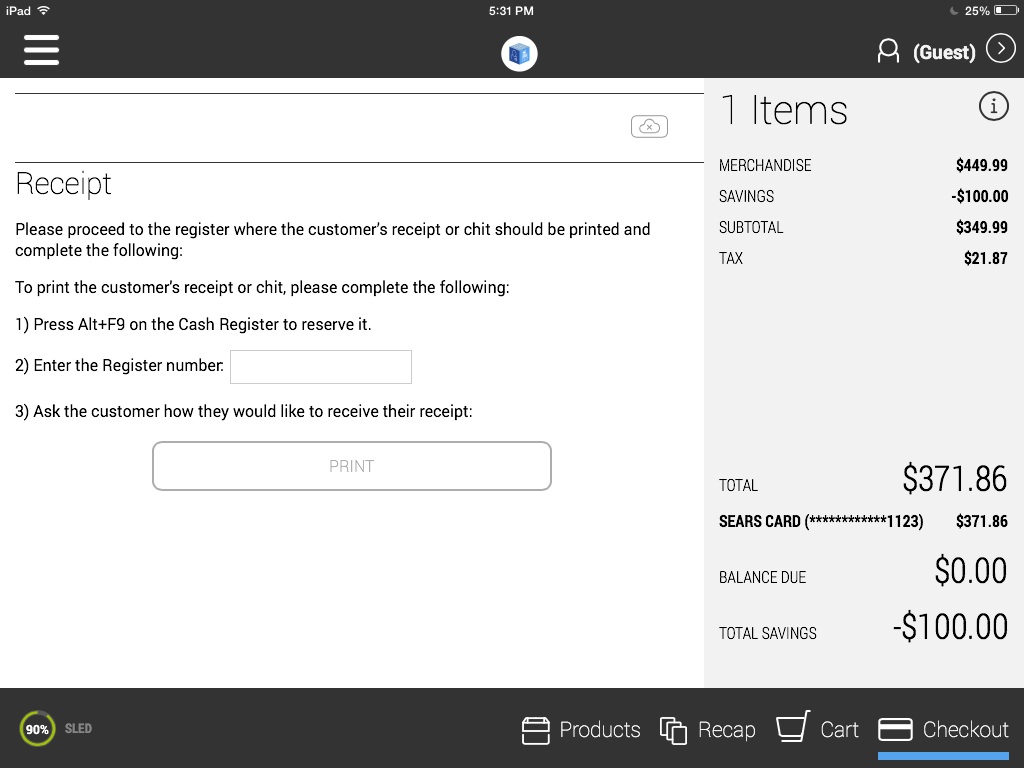 iPad
5:31 PM
25%
(Guest)
Receipt
Please proceed to the register where the customer's receipt or chit should be printed and
complete the following:
To print the customer's receipt or chit, please complete the following:
1) Press Alt+F9 on the Cash Register to reserve it.
2) Enter the Register number:
3) Ask the customer how they would like to receive their receipt:
PRINT
1 Items
MERCHANDISE $449.99
SAVINGS -$100.00
SUBTOTAL $349.99
TAX $21.87
TOTAL $371.86
SEARS CARD (************1123) $371.86
BALANCE DUE $0.00
TOTAL SAVINGS -$100.00
90% SLED
Products Recap Cart Checkout